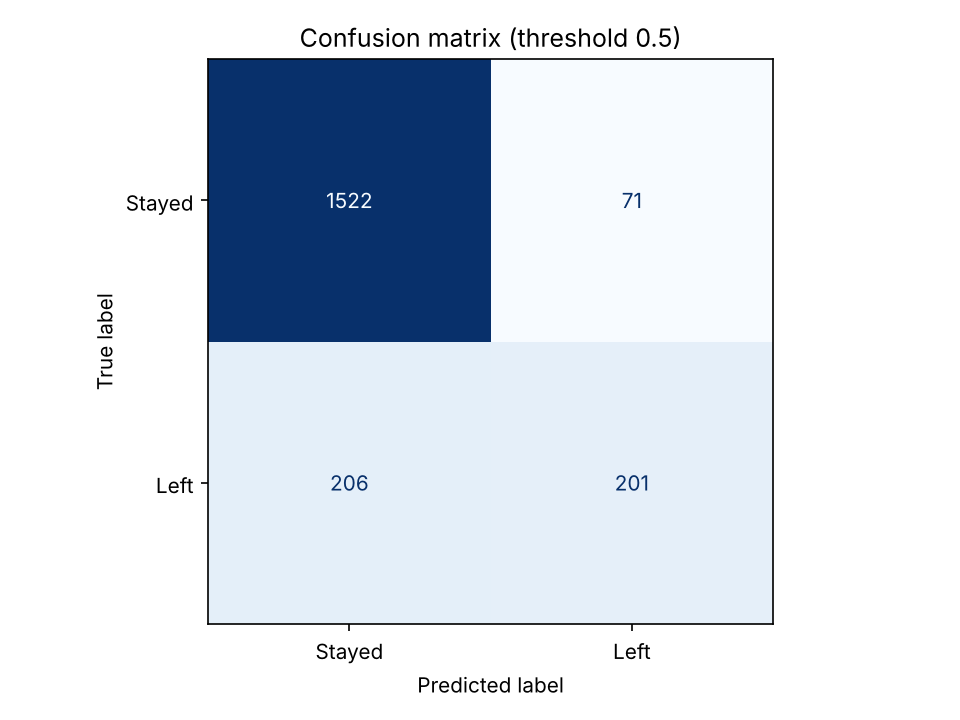 Confusion matrix (threshold 0.5)
True label
Stayed
1522
71
Left
206
201
Stayed
Left
Predicted label